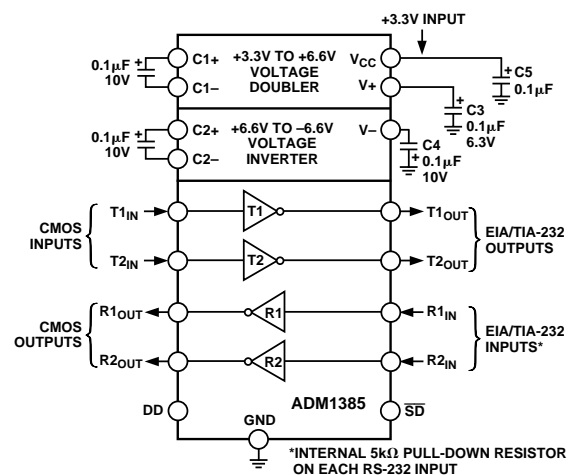 +3.3V INPUT
0.1µF
10V
+
C1+
C1–
+3.3V TO +6.6V
VOLTAGE
DOUBLER
VCC
V+
+
C5
0.1µF
+
C3
0.1µF
6.3V
0.1µF
10V
+
C2+
C2–
+6.6V TO –6.6V
VOLTAGE
INVERTER
V–
C4
0.1µF
+
10V
CMOS
INPUTS
T1IN
T2IN
T1
T2
T1OUT
T2OUT
EIA/TIA-232
OUTPUTS
CMOS
OUTPUTS
R1OUT
R2OUT
R1
R2
R1IN
R2IN
EIA/TIA-232
INPUTS*
DD
ADM1385
SD
GND
*INTERNAL 5kΩ PULL-DOWN RESISTOR
ON EACH RS-232 INPUT